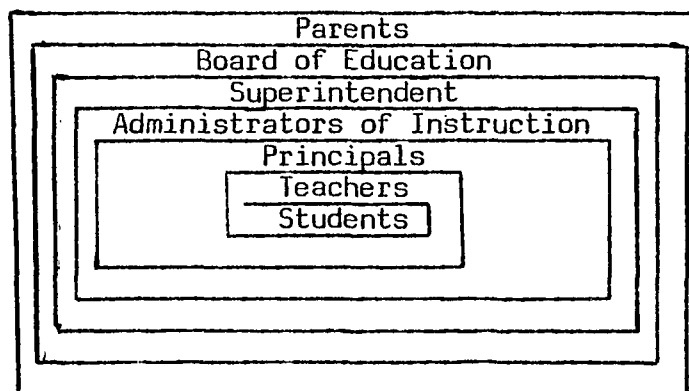 Parents
Board of Education
Superintendent
Administrators of Instruction
Principals
Teachers
Students